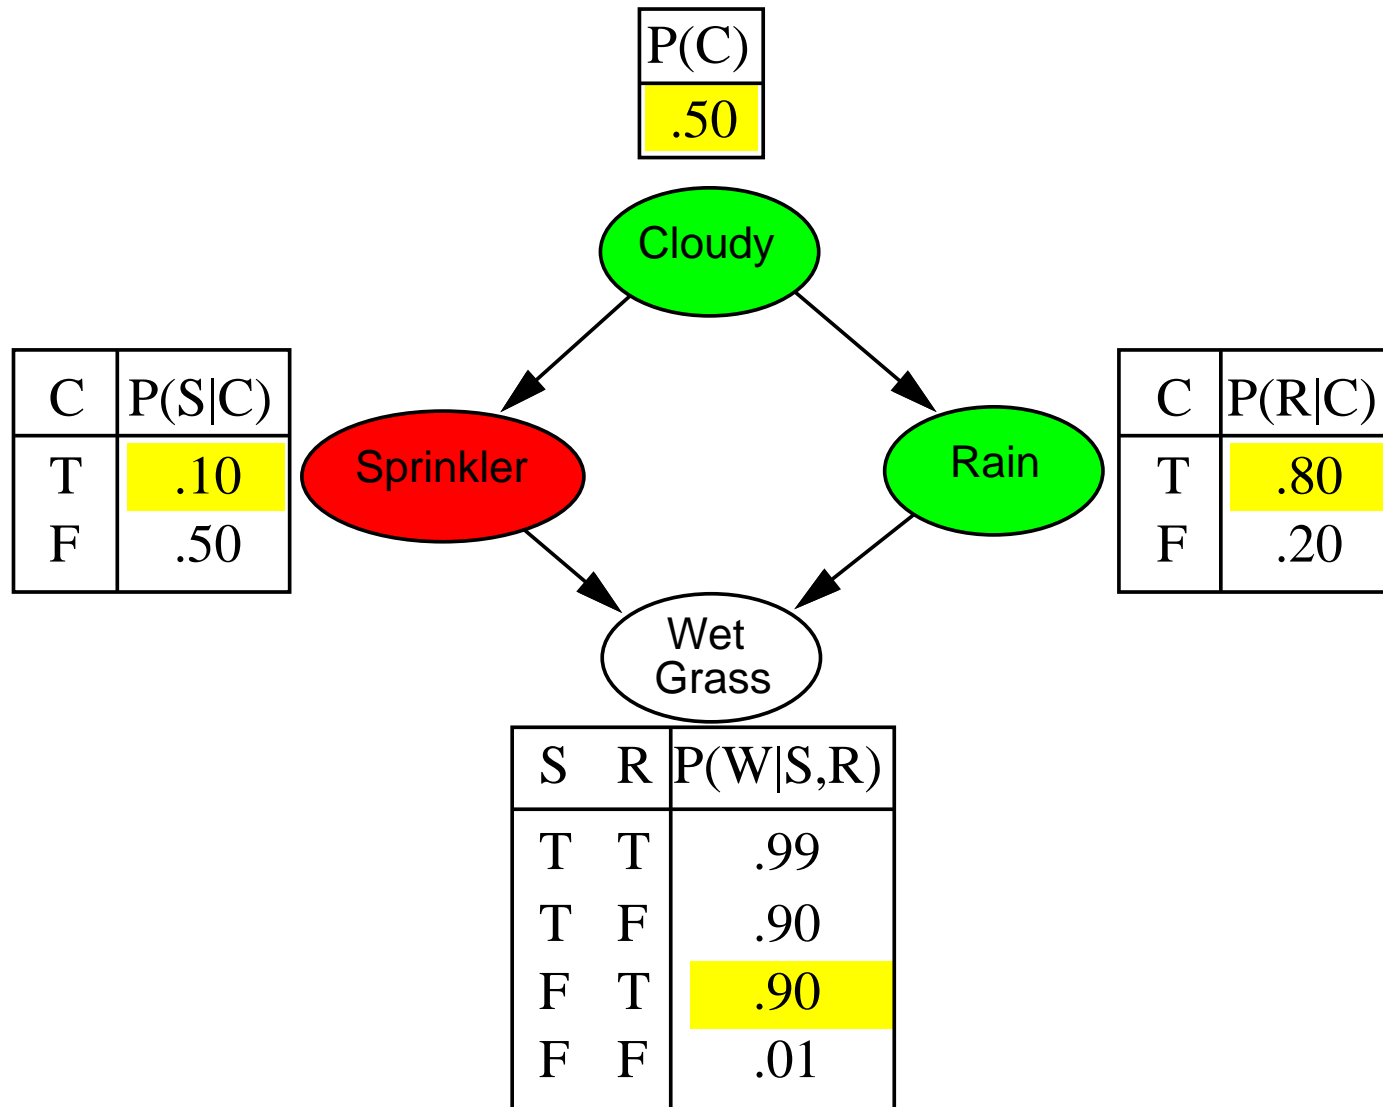 P(C)
.50
Cloudy
C P(S|C)
T .10
F .50
Sprinkler
Rain
C P(R|C)
T .80
F .20
Wet
Grass
S R P(W|S,R)
T T .99
T F .90
F T .90
F F .01